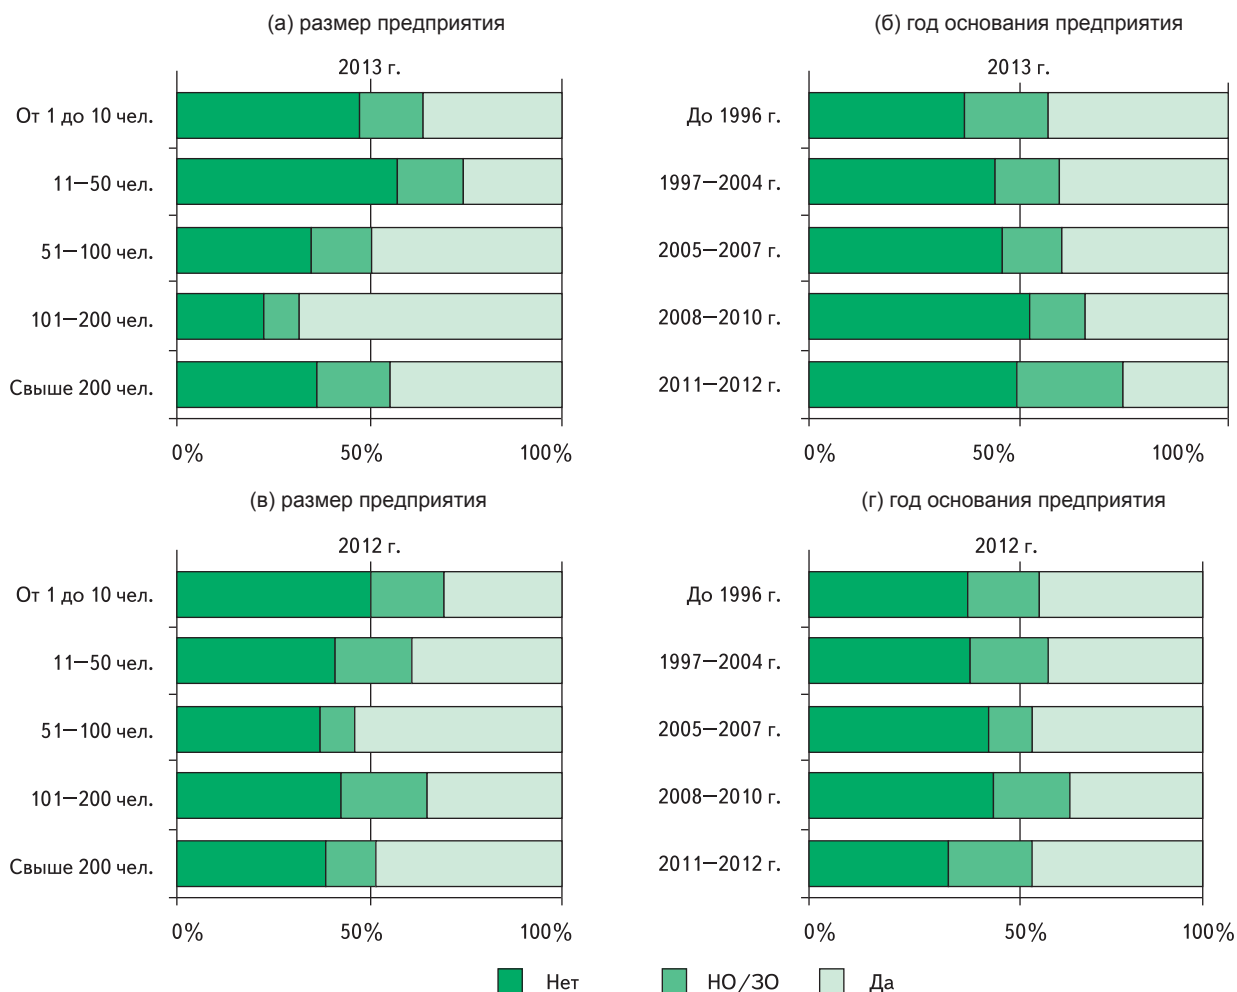 (а) размер предприятия
2013 г.
От 1 до 10 чел.
11—50 чел.
51—100 чел.
101—200 чел.
Свыше 200 чел.
0% 50% 100%
(б) год основания предприятия
2013 г.
До 1996 г.
1997—2004 г.
2005—2007 г.
2008—2010 г.
2011—2012 г.
0% 50% 100%
(в) размер предприятия
2012 г.
От 1 до 10 чел.
11—50 чел.
51—100 чел.
101—200 чел.
Свыше 200 чел.
0% 50% 100%
(г) год основания предприятия
2012 г.
До 1996 г.
1997—2004 г.
2005—2007 г.
2008—2010 г.
2011—2012 г.
0% 50% 100%
Нет НО/ЗО Да